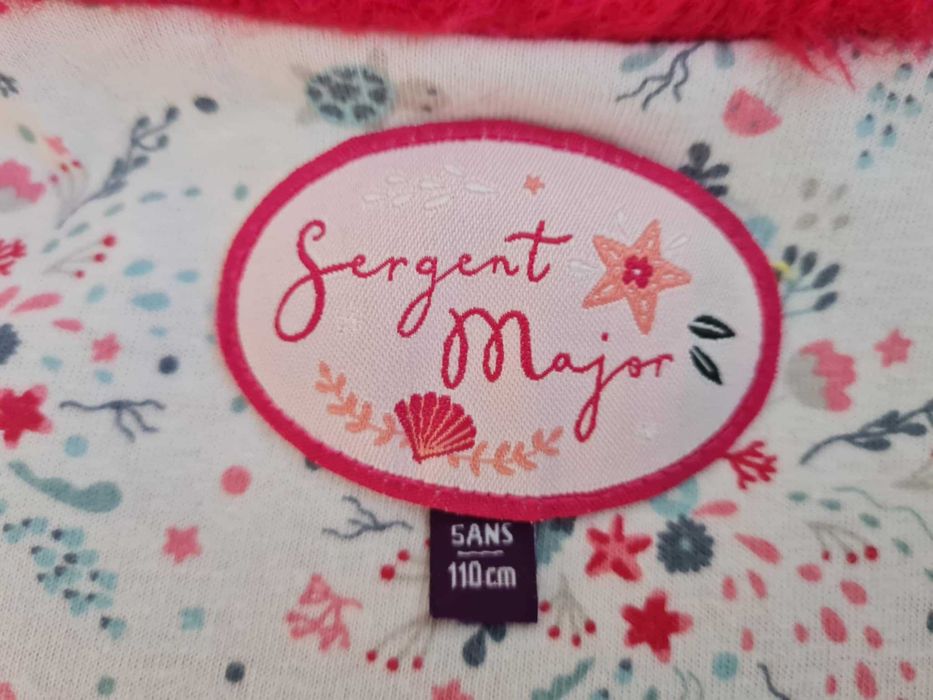 Sergent
Major
5ANS
110cm